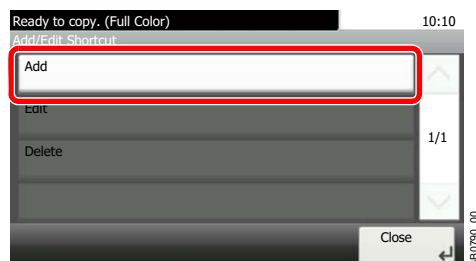 Ready to copy. (Full Color)
10:10
Add/Edit Shortcut
Add
Edit
Delete
1/1
Close